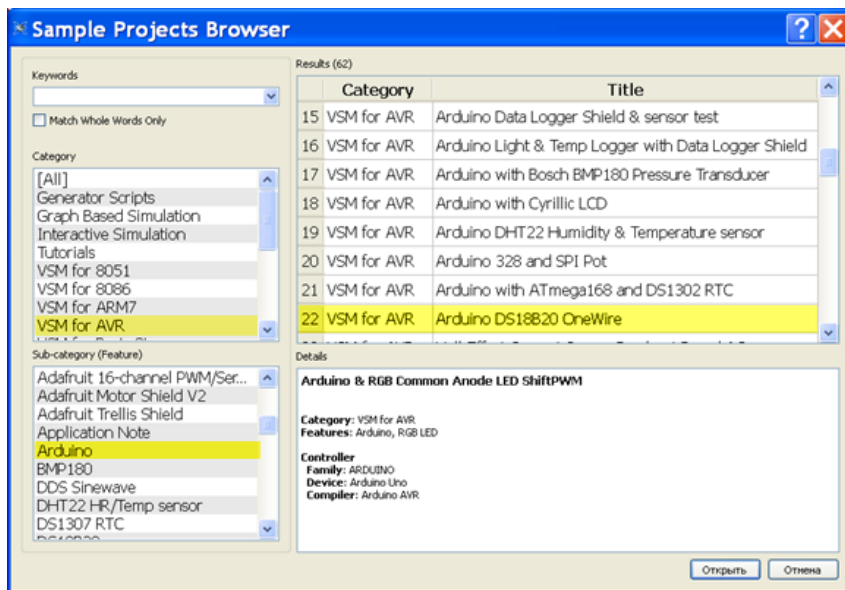 Sample Projects Browser
Keywords
Match Whole Words Only
Category
[All]
Generator Scripts
Graph Based Simulation
Interactive Simulation
Tutorials
VSM for 8051
VSM for 8086
VSM for ARM7
VSM for AVR
Sub-category (Feature)
Adafruit 16-channel PWM/Ser...
Adafruit Motor Shield V2
Adafruit Trellis Shield
Application Note
Arduino
BMP180
DDS Sinewave
DHT22 HR/Temp sensor
DS1307 RTC
Results (62)
Category Title
15 VSM for AVR Arduino Data Logger Shield & sensor test
16 VSM for AVR Arduino Light & Temp Logger with Data Logger Shield
17 VSM for AVR Arduino with Bosch BMP180 Pressure Transducer
18 VSM for AVR Arduino with Cyrillic LCD
19 VSM for AVR Arduino DHT22 Humidity & Temperature sensor
20 VSM for AVR Arduino 328 and SPI Pot
21 VSM for AVR Arduino with ATmega168 and DS1302 RTC
22 VSM for AVR Arduino DS18B20 OneWire
Details
Arduino & RGB Common Anode LED ShiftPWM
Category: VSM for AVR
Features: Arduino, RGB LED
Controller
Family: ARDUINO
Device: Arduino Uno
Compiler: Arduino AVR
Открыть Отмена